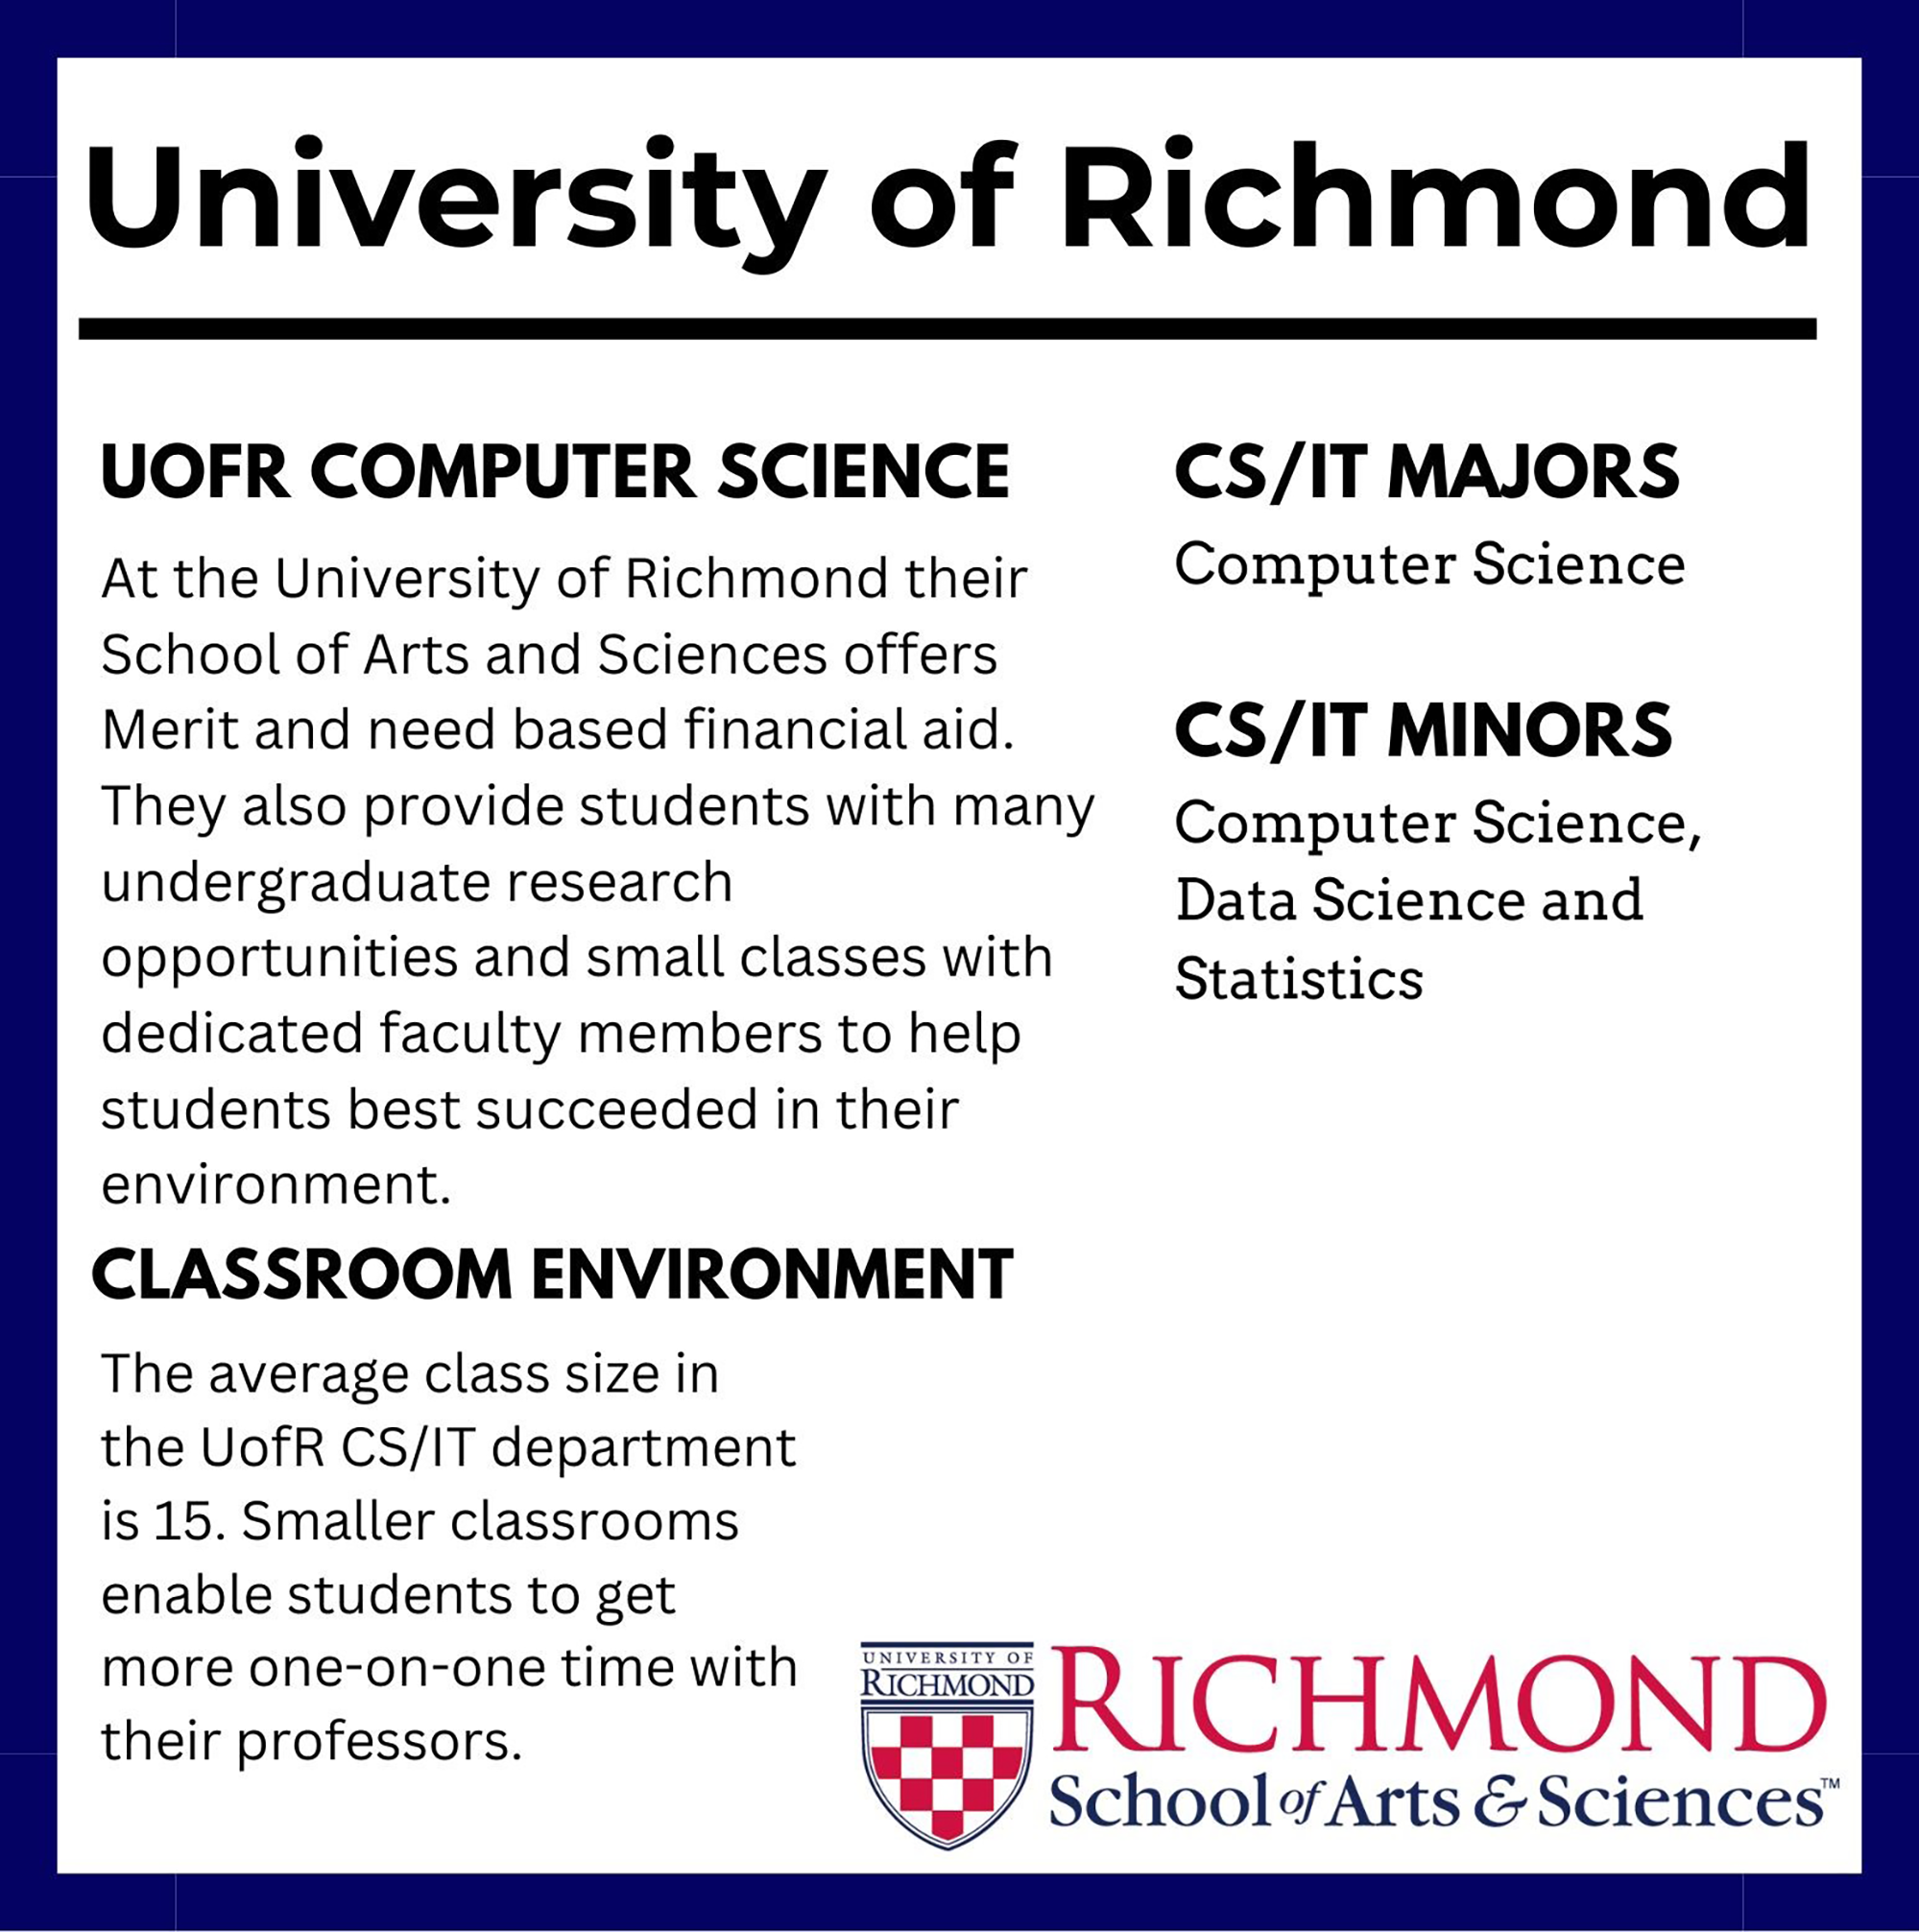 University of Richmond
UOFR COMPUTER SCIENCE
At the University of Richmond their
School of Arts and Sciences offers
Merit and need based financial aid.
They also provide students with many
undergraduate research
opportunities and small classes with
dedicated faculty members to help
students best succeeded in their
environment.
CLASSROOM ENVIRONMENT
The average class size in
the UofR CS/IT department
is 15. Smaller classrooms
enable students to get
more one-on-one time with
their professors.
CS/IT MAJORS
Computer Science
CS/IT MINORS
Computer Science,
Data Science and
Statistics
UNIVERSITY OF
RICHMOND
RICHMOND
School of Arts & Sciences™